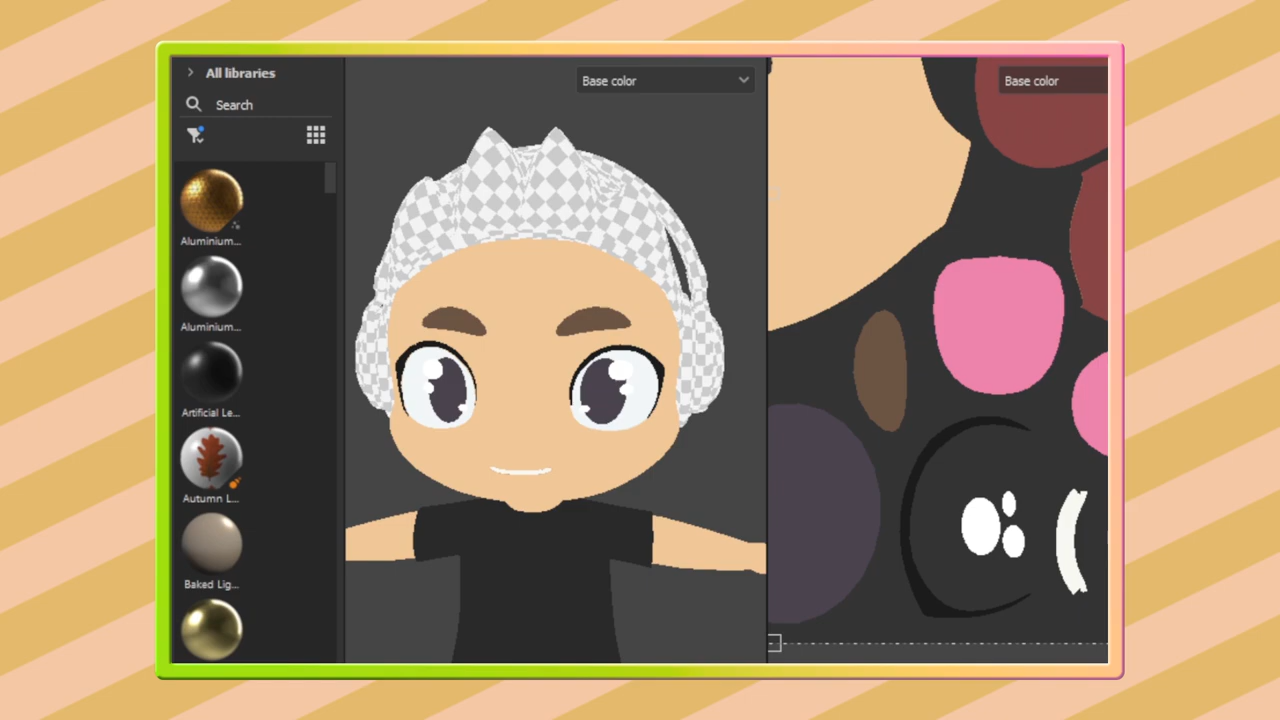 All libraries
Search
Base color
Base color
Aluminium...
Aluminium...
Artificial Le...
Autumn L...
Baked Lig...